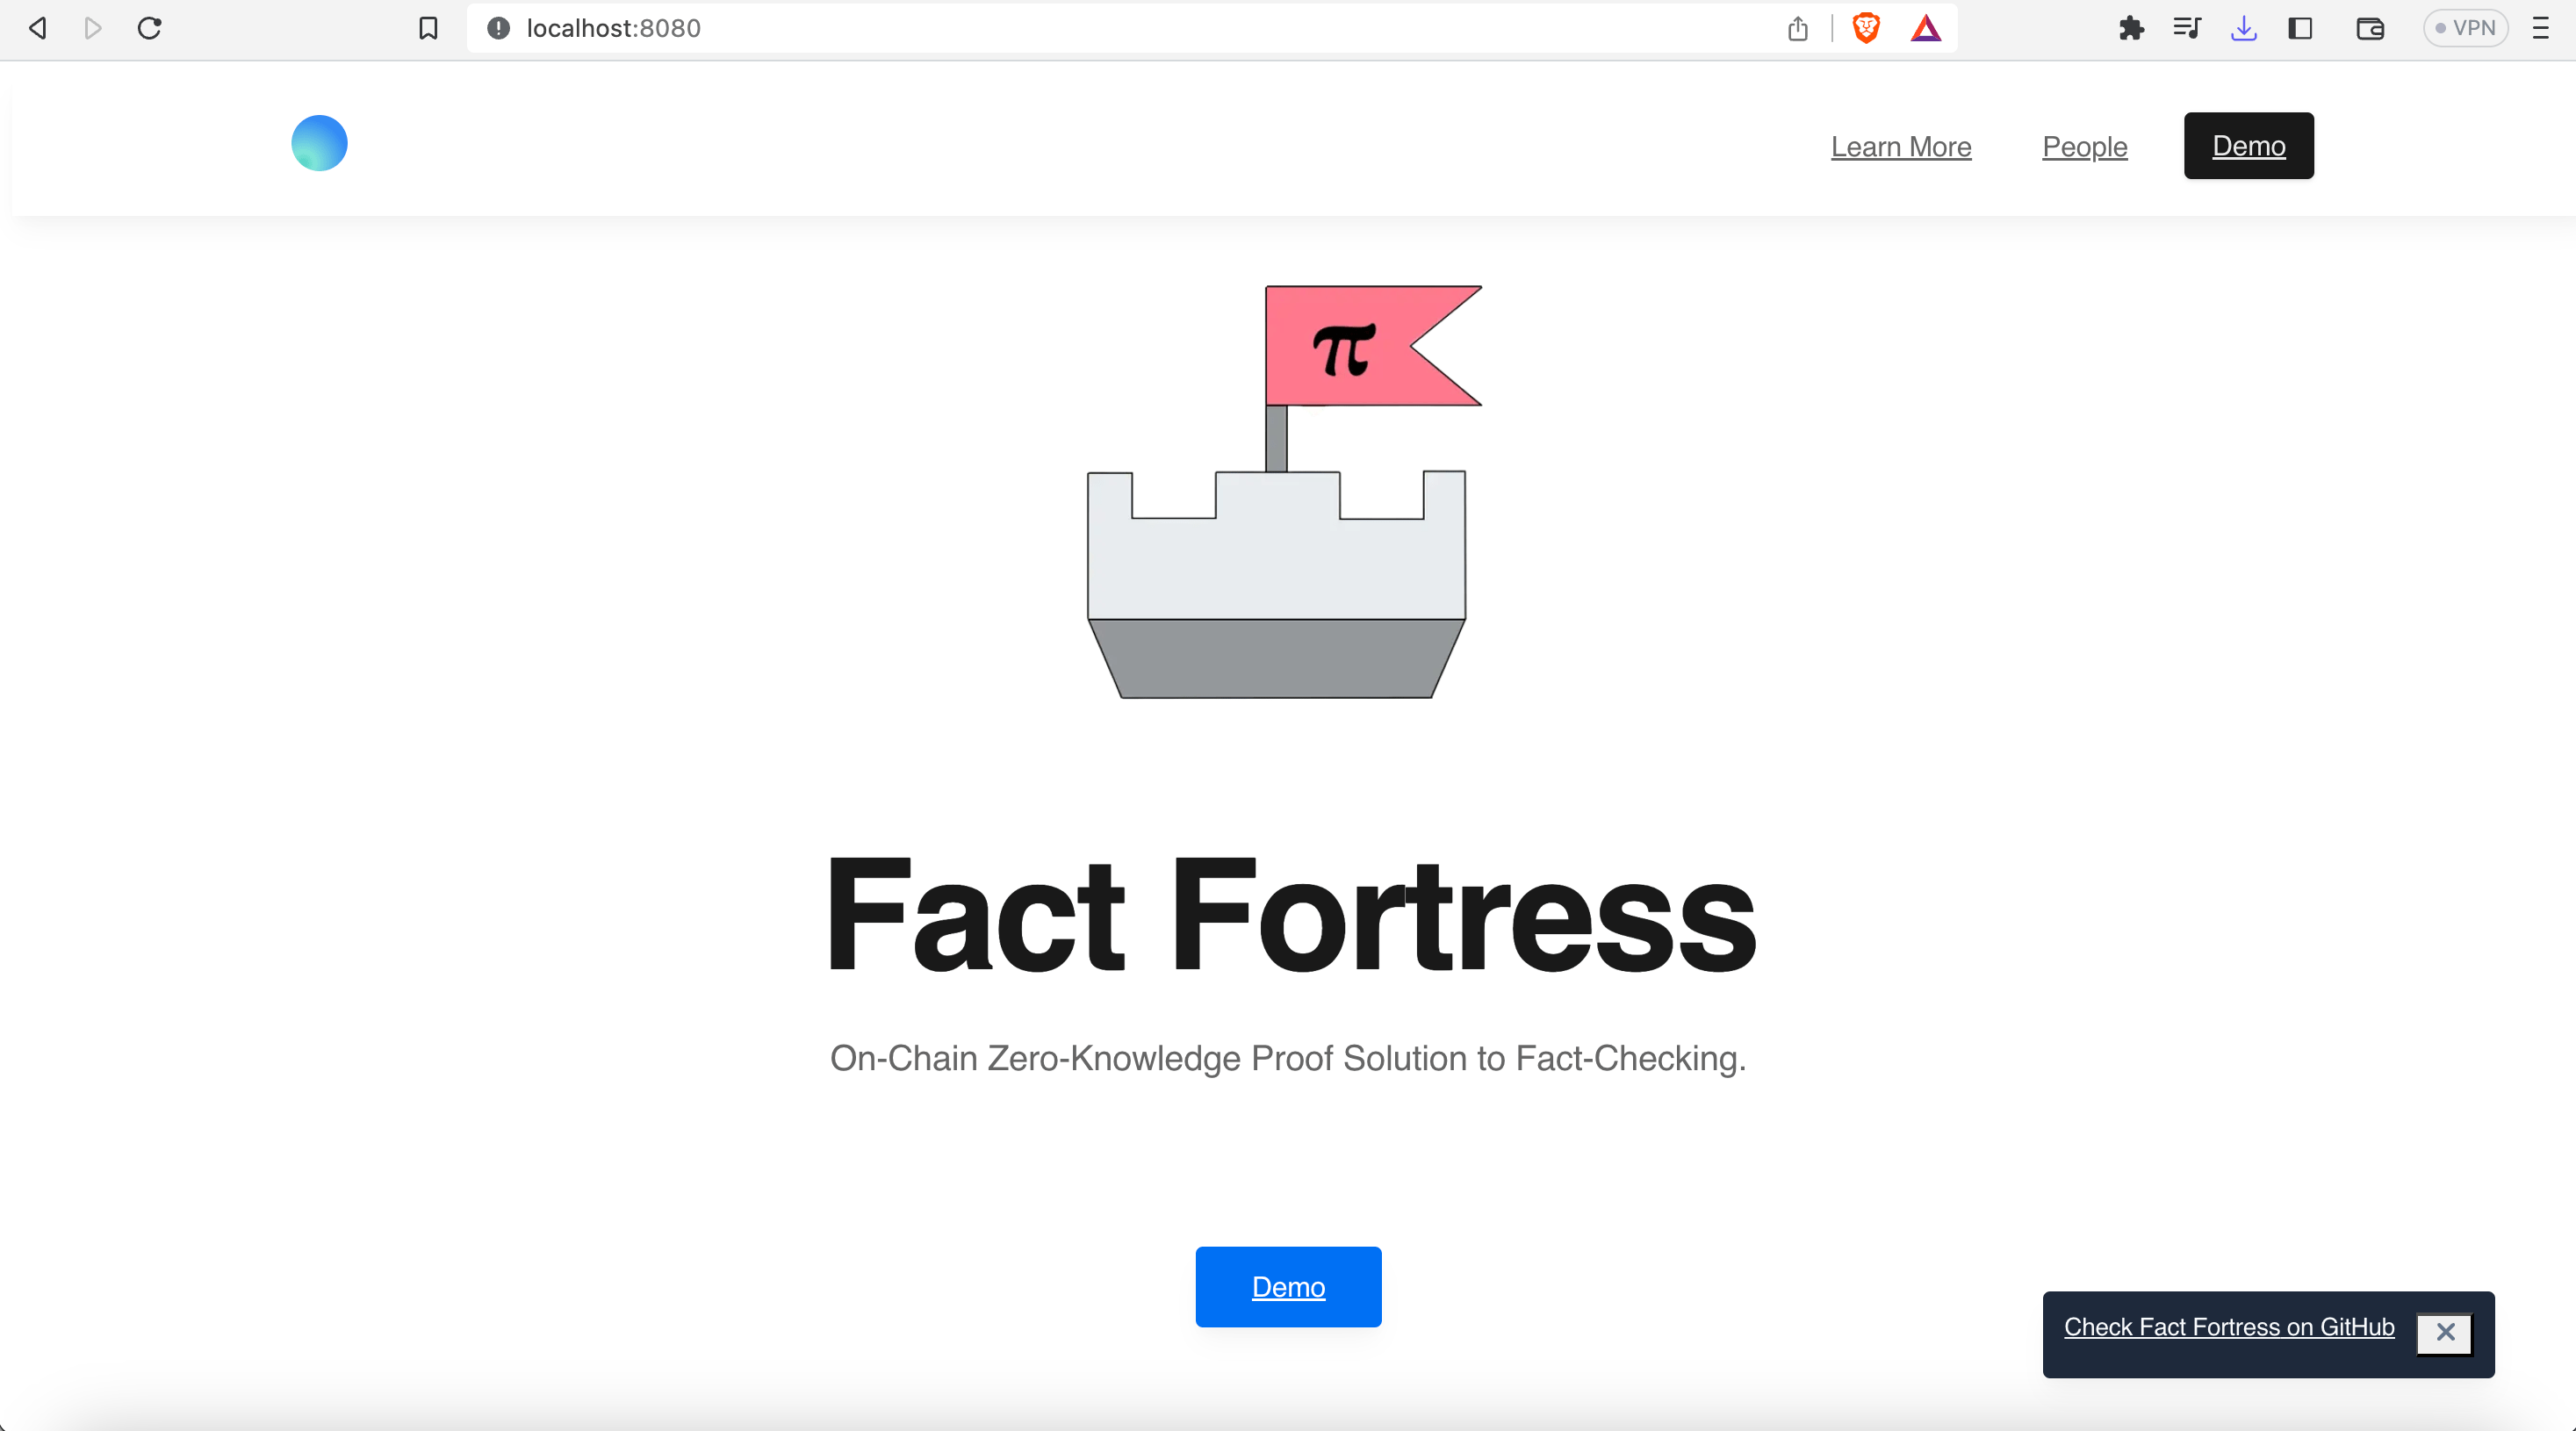 localhost:8080
VPN
Learn More
People
Demo
π
Fact Fortress
On-Chain Zero-Knowledge Proof Solution to Fact-Checking.
Demo
Check Fact Fortress on GitHub